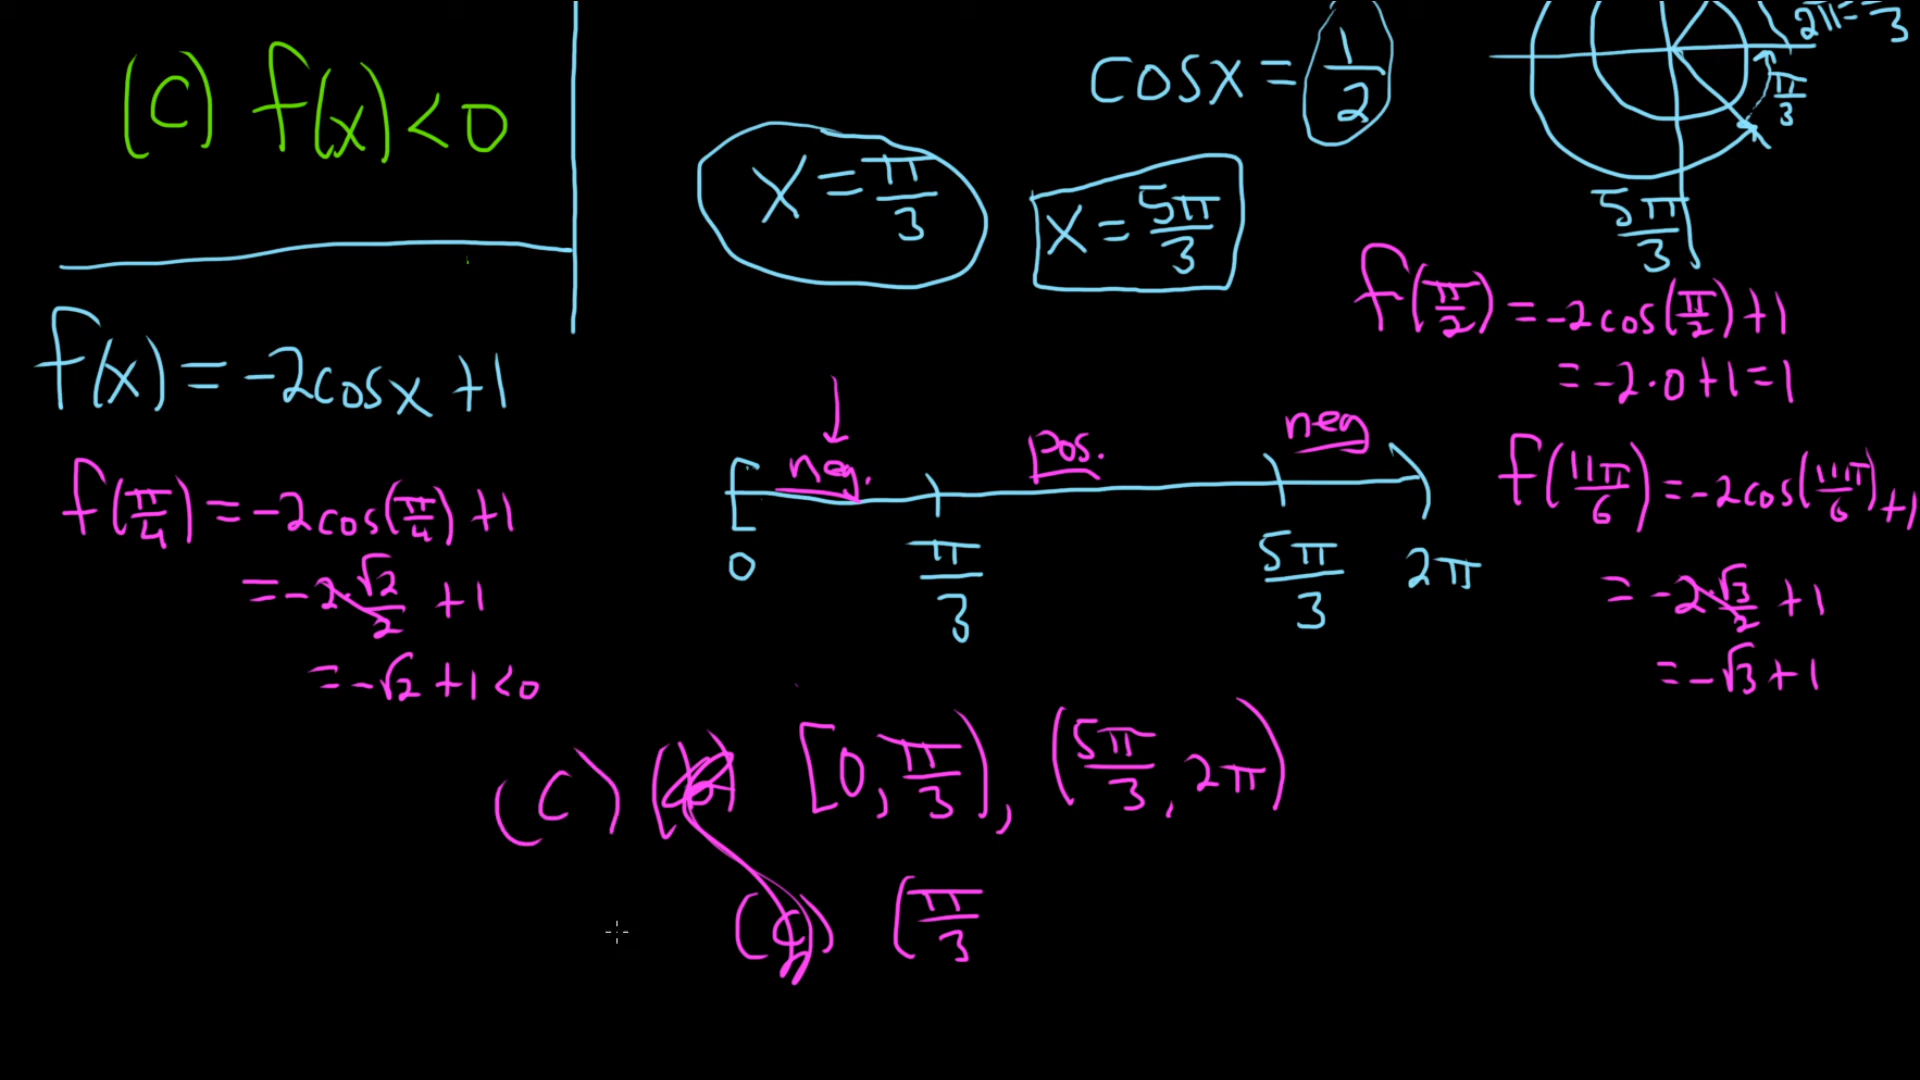 (c) f(x) < 0
cos x = 1/2
2π - π/3
π/3
5π/3
x = π/3
x = 5π/3
f(x) = -2cosx + 1
f(π/4) = -2cos(π/4) + 1
= -2·√2/2 + 1
= -√2 + 1 < 0
neg. pos. neg
0 π/3 5π/3 2π
f(π/2) = -2cos(π/2) + 1
= -2·0 + 1 = 1
f(11π/6) = -2cos(11π/6) + 1
= -2·√3/2 + 1
= -√3 + 1
(C) [0, π/3), (5π/3, 2π)
(π/3